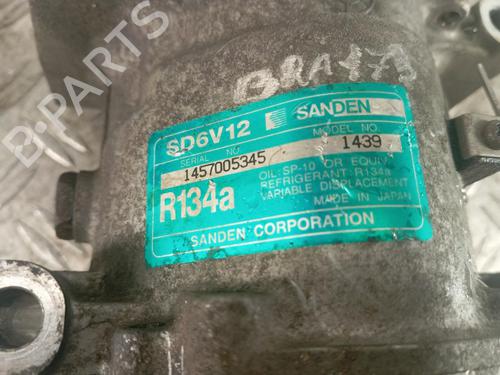 B-PARTS
SD6V12 SANDEN
SERIAL NO. MODEL NO.
1457005345 1439
OIL: SP-10 OR EQUIV.
REFRIGERANT: R134a
VARIABLE DISPLACEMENT
R134a MADE IN JAPAN
SANDEN CORPORATION